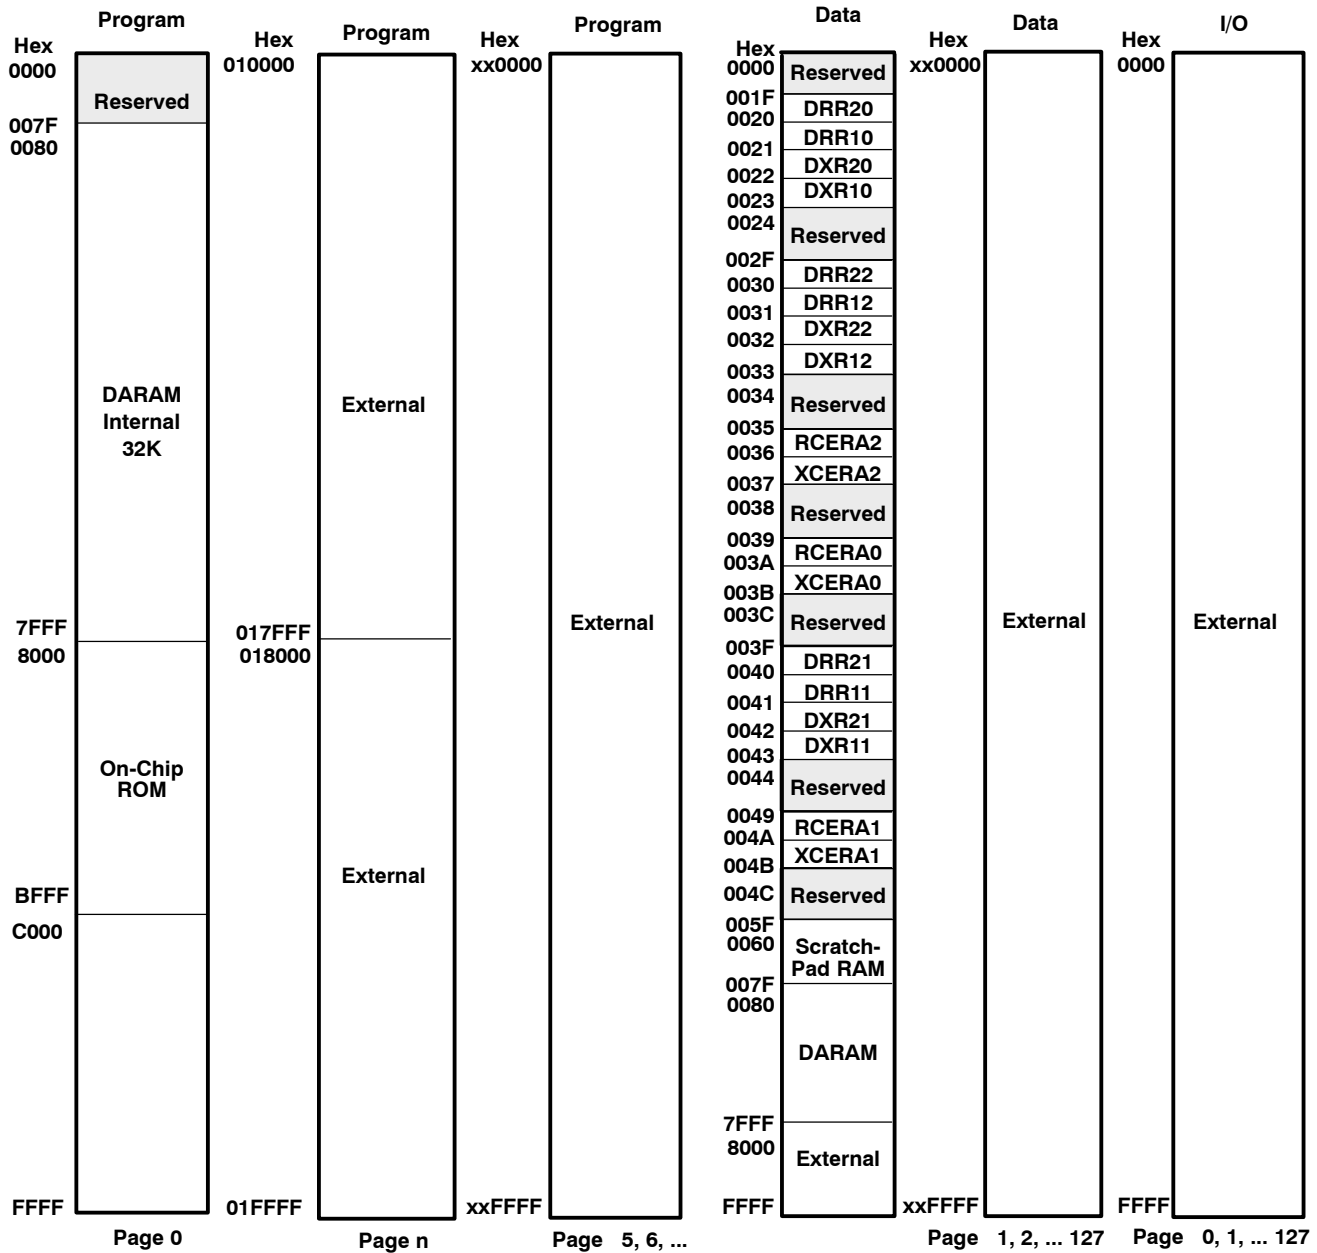 Program
Hex
0000
Reserved
007F
0080
DARAM
Internal
32K
7FFF
8000
On-Chip
ROM
BFFF
C000
FFFF
Page 0
Program
Hex
010000
External
017FFF
018000
External
01FFFF
Page n
Program
Hex
xx0000
External
xxFFFF
Page 5, 6, ...
Data
Hex
0000
Reserved
001F
0020
DRR20
DRR10
0021
DXR20
0022
DXR10
0023
0024
Reserved
002F
DRR22
0030
DRR12
0031
DXR22
0032
DXR12
0033
0034
Reserved
0035
RCERA2
0036
XCERA2
0037
0038
Reserved
0039
RCERA0
003A
XCERA0
003B
003C
Reserved
003F
DRR21
0040
DRR11
0041
DXR21
0042
DXR11
0043
0044
Reserved
0049
RCERA1
004A
XCERA1
004B
004C
Reserved
005F
0060
Scratch-
Pad RAM
007F
0080
DARAM
7FFF
8000
External
FFFF
Data
Hex
xx0000
External
xxFFFF
Page 1, 2, ... 127
I/O
Hex
0000
External
FFFF
Page 0, 1, ... 127